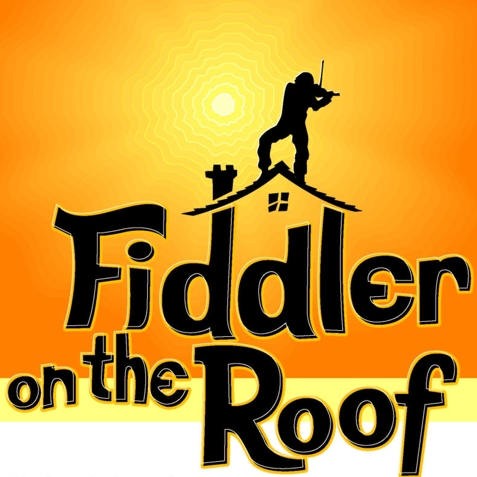 Fiddler
on the Roof